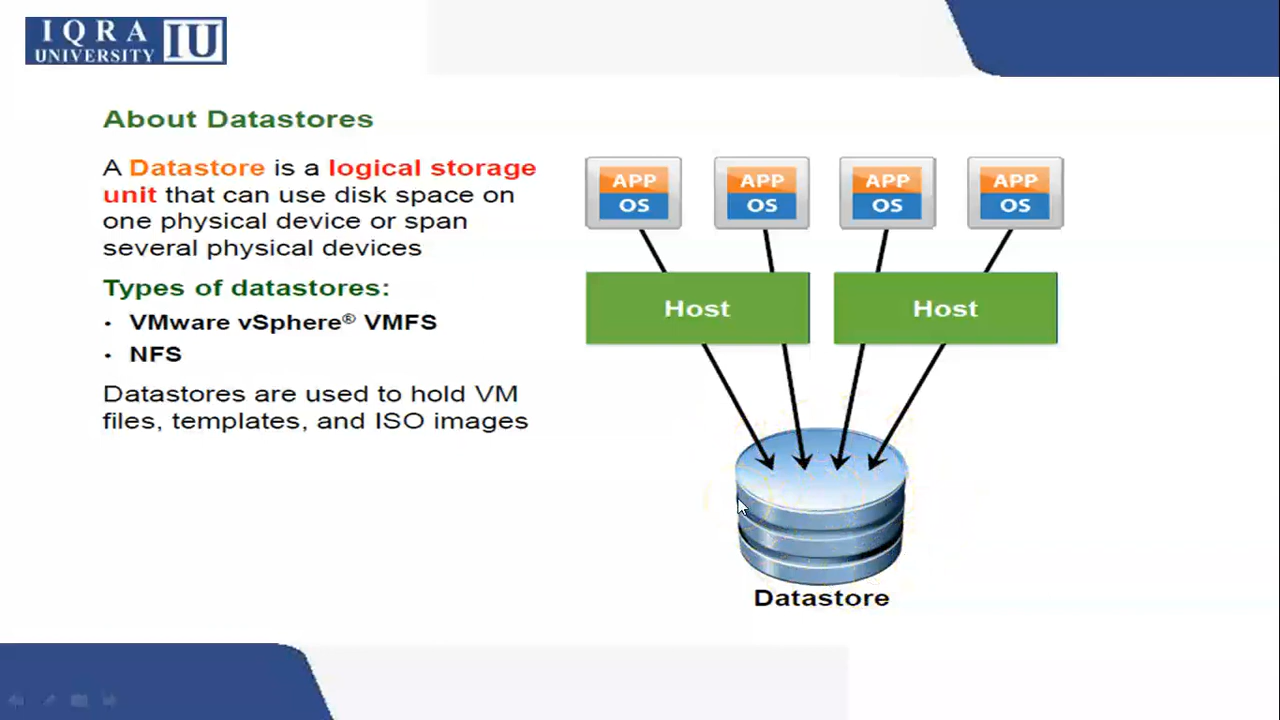 IQRA
UNIVERSITY IU
About Datastores
A Datastore is a logical storage
unit that can use disk space on
one physical device or span
several physical devices
Types of datastores:
• VMware vSphere® VMFS
• NFS
Datastores are used to hold VM
files, templates, and ISO images
APP APP APP APP
OS OS OS OS
Host Host
Datastore